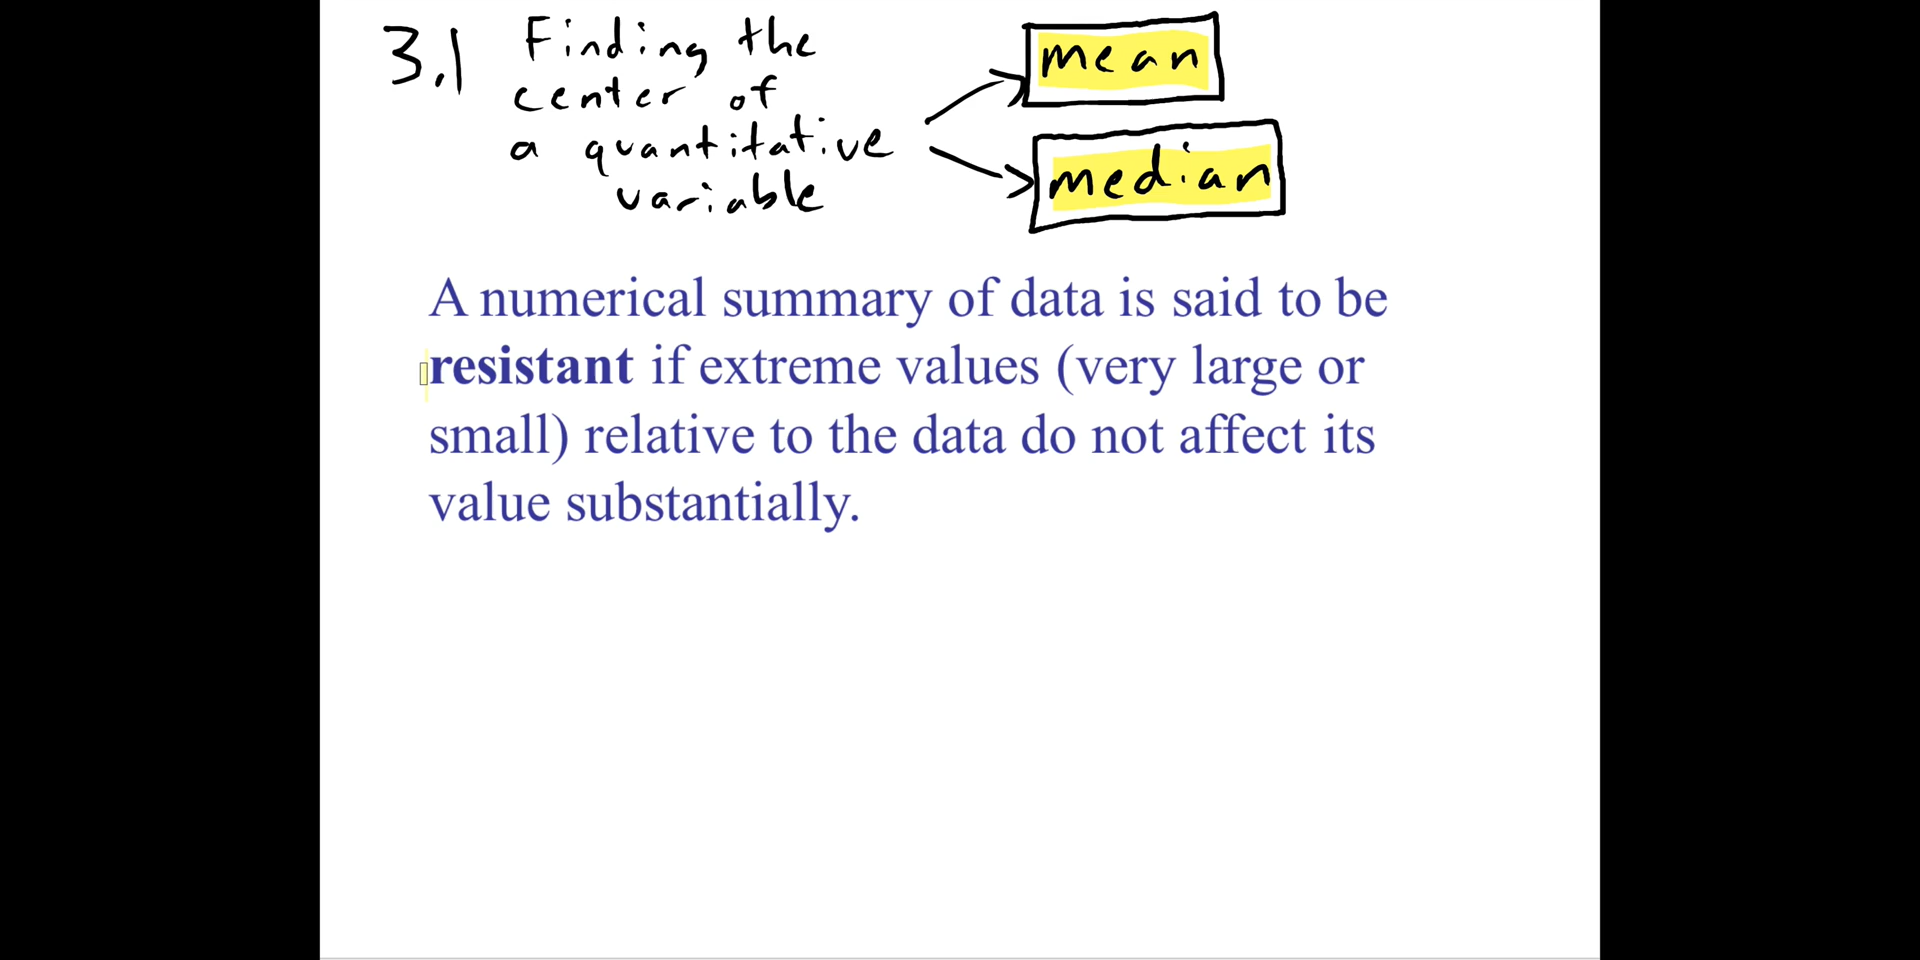 3.1 Finding the
center of
a quantitative
variable
mean
median
A numerical summary of data is said to be
resistant if extreme values (very large or
small) relative to the data do not affect its
value substantially.